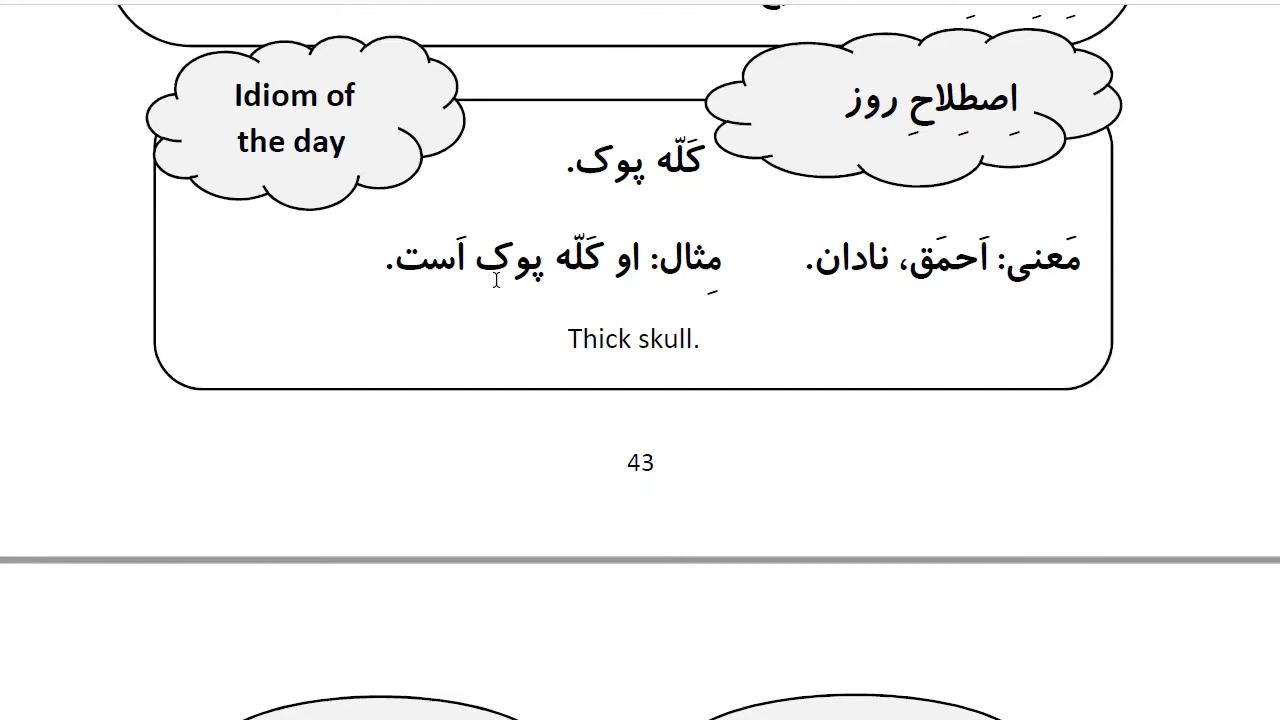 Idiom of
the day
اصطلاحِ روز
کَلّه پوک.
مَعنی: اَحمَق، نادان.
مِثال: او کَلّه پوک اَست.
Thick skull.
43